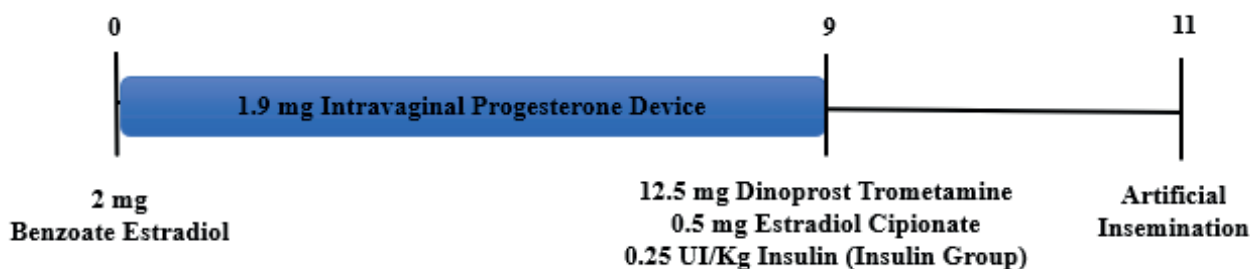 0
9
11
1.9 mg Intravaginal Progesterone Device
2 mg
Benzoate Estradiol
12.5 mg Dinoprost Trometamine
0.5 mg Estradiol Cipionate
0.25 UI/Kg Insulin (Insulin Group)
Artificial
Insemination